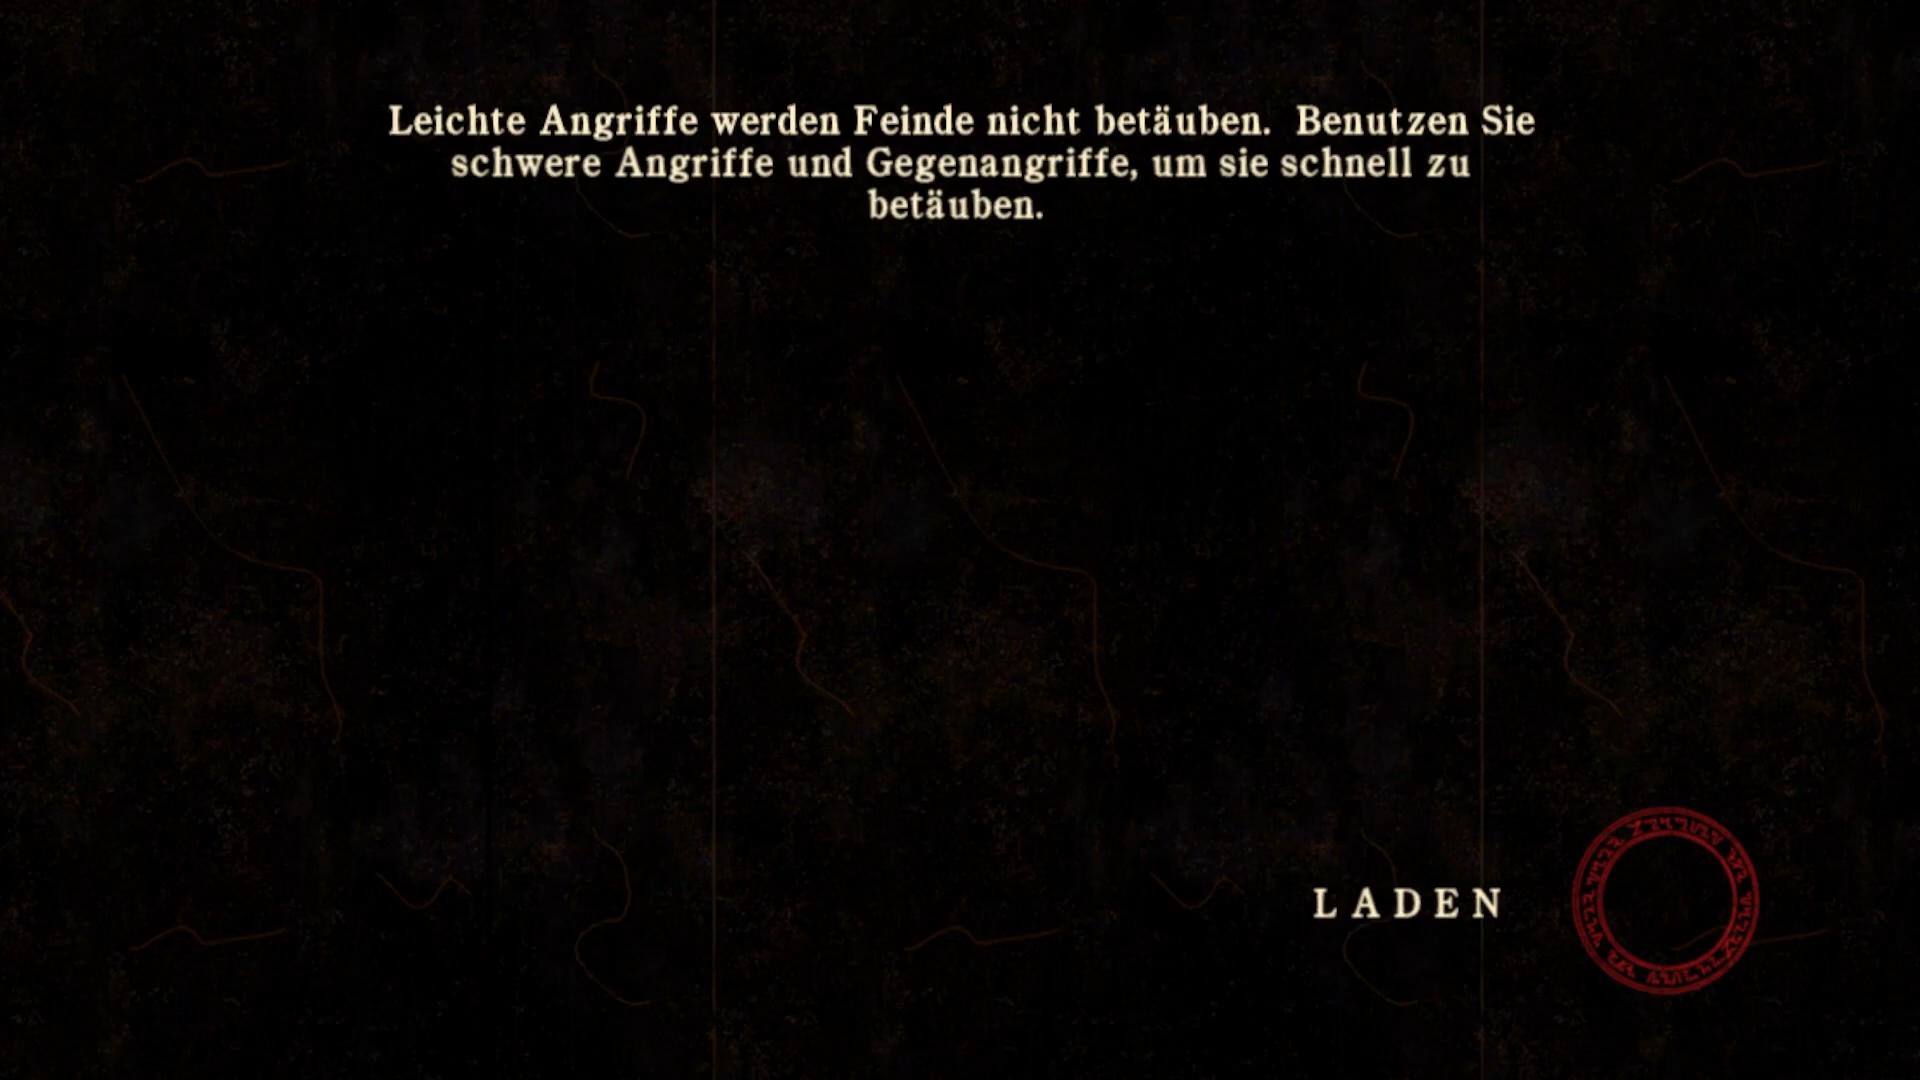 Leichte Angriffe werden Feinde nicht betäuben.  Benutzen Sie
schwere Angriffe und Gegenangriffe, um sie schnell zu
betäuben.
LADEN